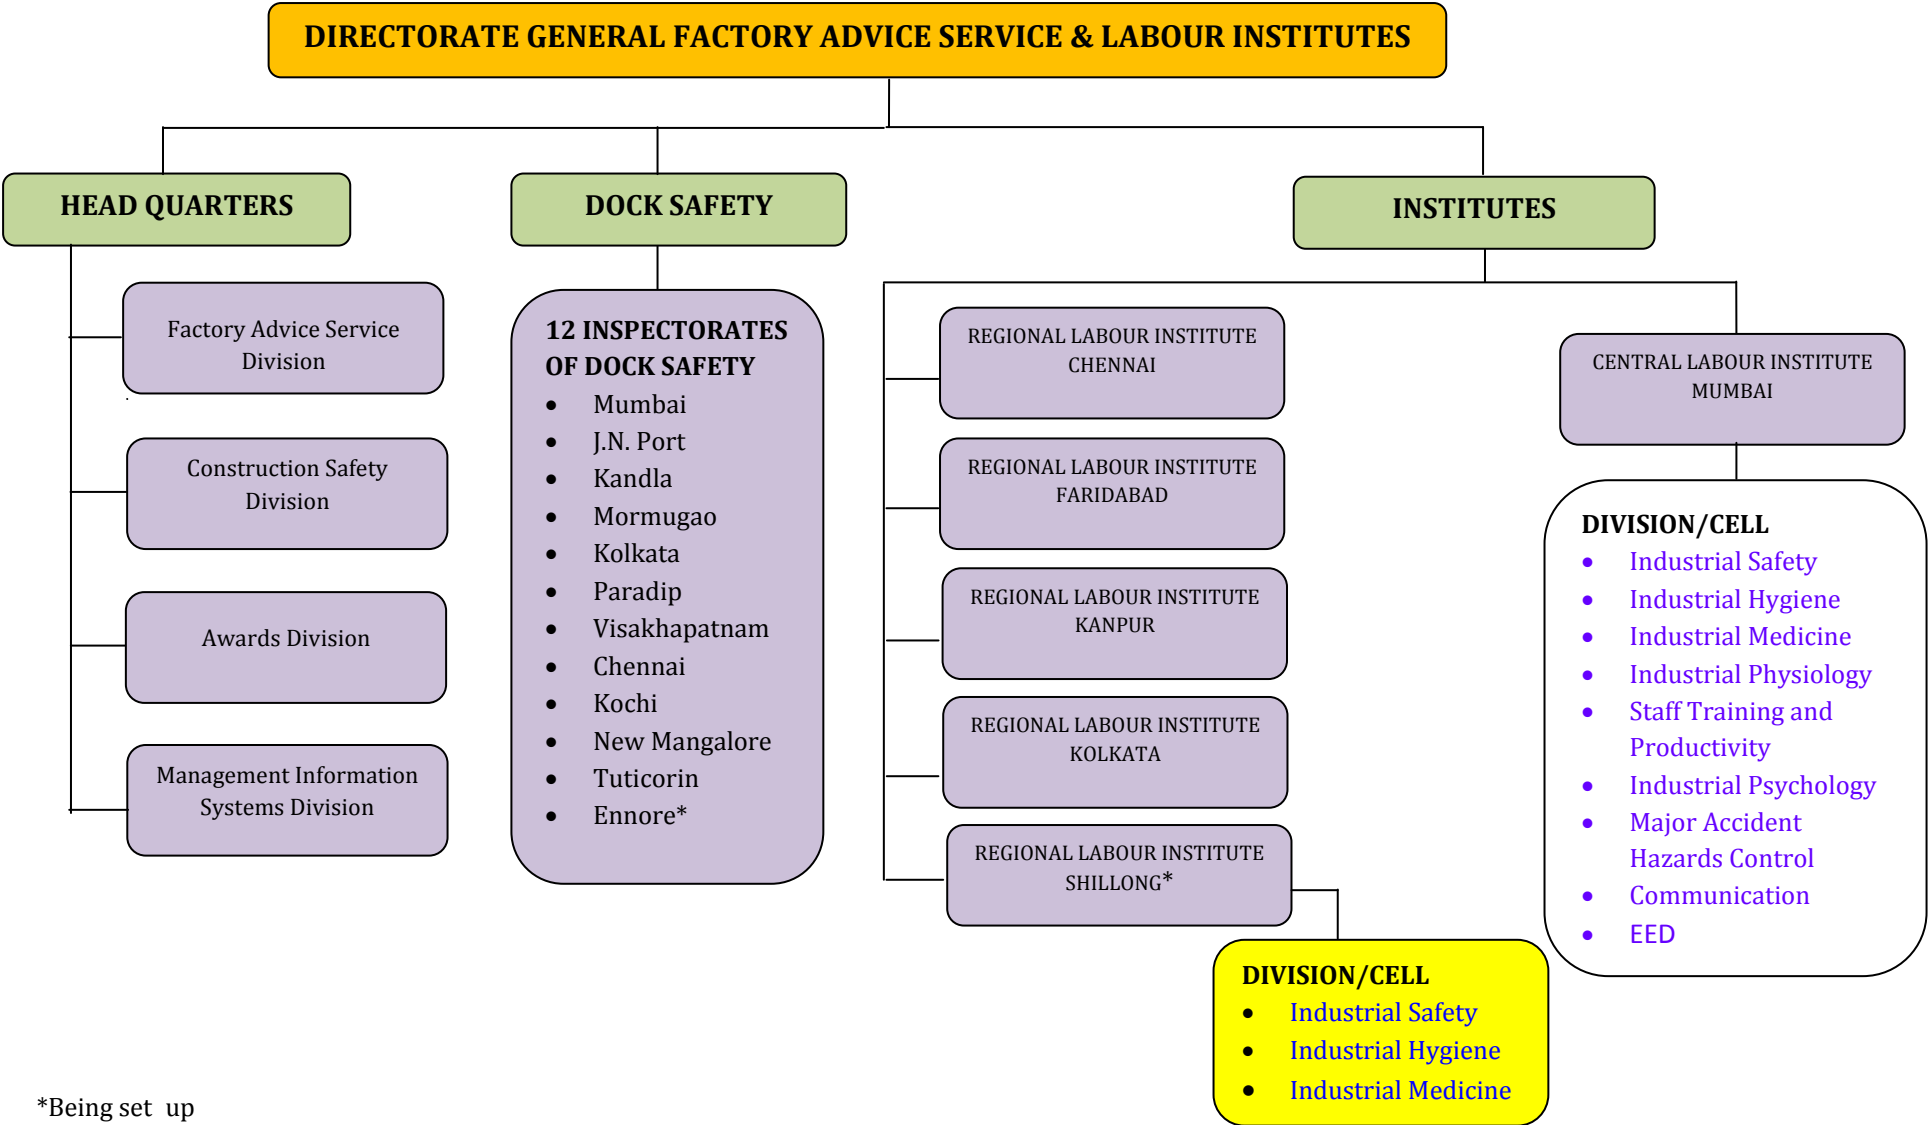 DIRECTORATE GENERAL FACTORY ADVICE SERVICE & LABOUR INSTITUTES
HEAD QUARTERS
Factory Advice Service
Division
Construction Safety
Division
Awards Division
Management Information
Systems Division
DOCK SAFETY
12 INSPECTORATES
OF DOCK SAFETY
• Mumbai
• J.N. Port
• Kandla
• Mormugao
• Kolkata
• Paradip
• Visakhapatnam
• Chennai
• Kochi
• New Mangalore
• Tuticorin
• Ennore*
INSTITUTES
REGIONAL LABOUR INSTITUTE
CHENNAI
REGIONAL LABOUR INSTITUTE
FARIDABAD
REGIONAL LABOUR INSTITUTE
KANPUR
REGIONAL LABOUR INSTITUTE
KOLKATA
REGIONAL LABOUR INSTITUTE
SHILLONG*
DIVISION/CELL
• Industrial Safety
• Industrial Hygiene
• Industrial Medicine
CENTRAL LABOUR INSTITUTE
MUMBAI
DIVISION/CELL
• Industrial Safety
• Industrial Hygiene
• Industrial Medicine
• Industrial Physiology
• Staff Training and
Productivity
• Industrial Psychology
• Major Accident
Hazards Control
• Communication
• EED
*Being set up